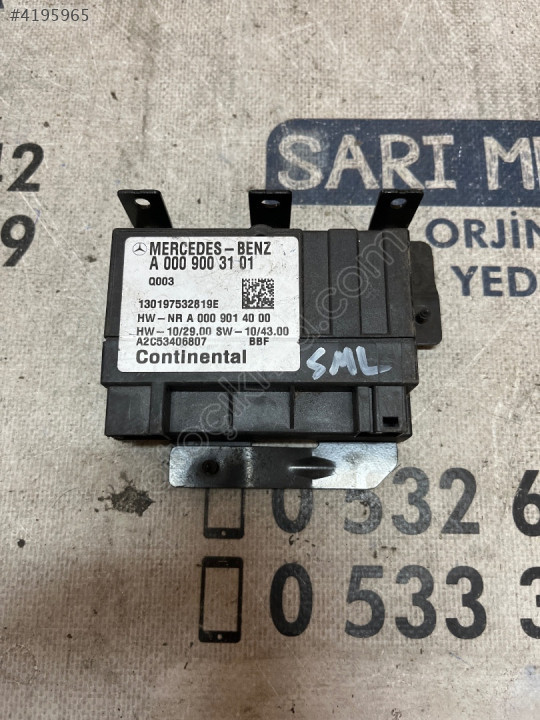 #4195965
42
9
SARI ME
ORJİN
YED
MERCEDES-BENZ
A 000 900 31 01
Q003
130197532819E
HW-NR A 000 901 40 00
HW-10/29.00 SW-10/43.00
A2C53406807 BBF
Continental
SML
0 532 6
0 533 3